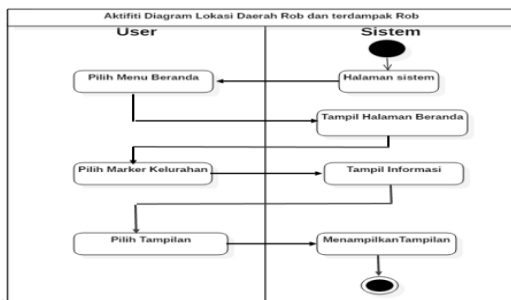 Aktifiti Diagram Lokasi Daerah Rob dan terdampak Rob
User
Sistem
Halaman sistem
Pilih Menu Beranda
Tampil Halaman Beranda
Pilih Marker Kelurahan
Tampil Informasi
Pilih Tampilan
MenampilkanTampilan